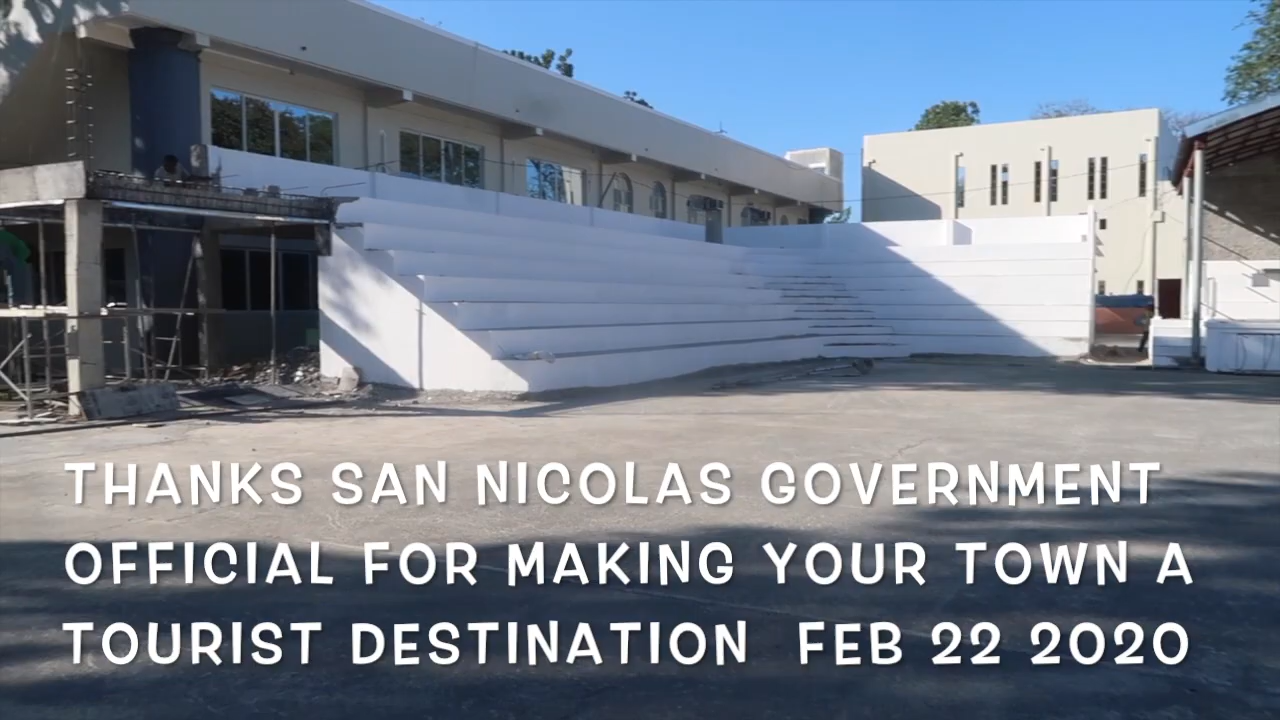 THANKS SAN NICOLAS GOVERNMENT
OFFICIAL FOR MAKING YOUR TOWN A
TOURIST DESTINATION FEB 22 2020